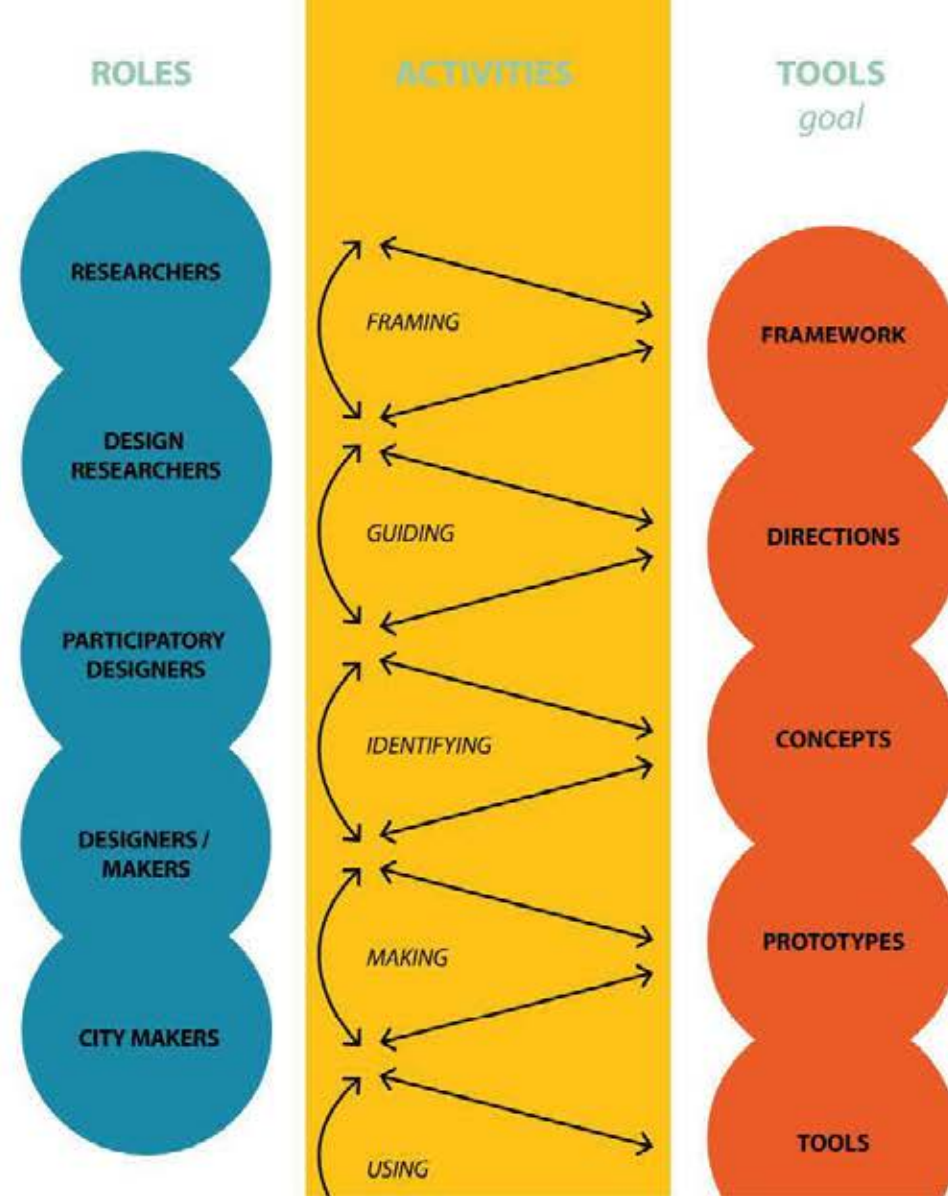 ROLES
ACTIVITIES
TOOLS
goal
RESEARCHERS
FRAMING
FRAMEWORK
DESIGN
RESEARCHERS
GUIDING
DIRECTIONS
PARTICIPATORY
DESIGNERS
IDENTIFYING
CONCEPTS
DESIGNERS /
MAKERS
MAKING
PROTOTYPES
CITY MAKERS
USING
TOOLS